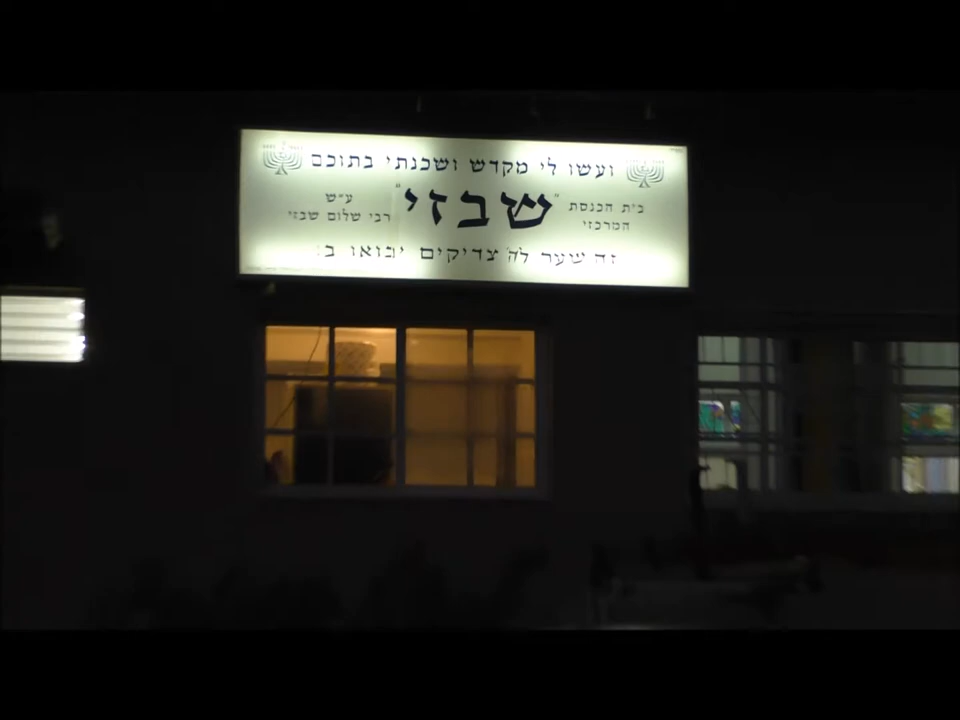 ועשו לי מקדש ושכנתי בתוכם
בית הכנסת המרכזי
"שבזי"
ע״ש
רבי שלום שבזי
זה שער לה' צדיקים יבואו בו